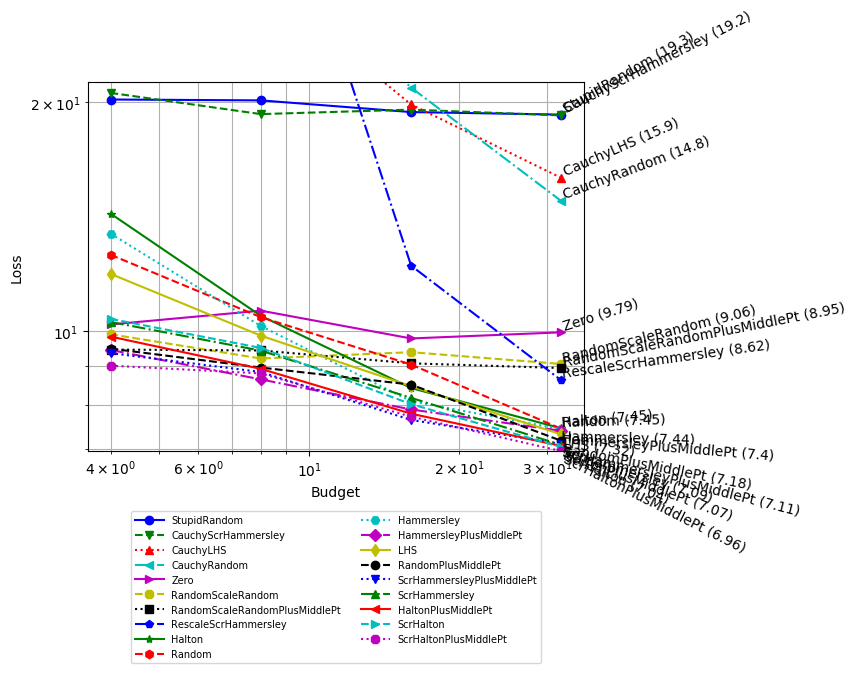 CauchyScrHammersley (19.2)
StupidRandom (19.3)
CauchyLHS (15.9)
CauchyRandom (14.8)
Zero (9.79)
RandomScaleRandom (9.06)
RandomScaleRandomPlusMiddlePt (8.95)
RescaleScrHammersley (8.62)
Halton (7.45)
Random (7.45)
Hammersley (7.44)
HammersleyPlusMiddlePt (7.4)
RandomPlusMiddlePt (7.18)
ScrHammersleyPlusMiddlePt (7.11)
HaltonPlusMiddlePt (7.07)
ScrHaltonPlusMiddlePt (6.96)
2 × 10¹
10¹
Loss
4 × 10⁰
6 × 10⁰
10¹
2 × 10¹
3 × 10¹
Budget
StupidRandom
CauchyScrHammersley
CauchyLHS
CauchyRandom
Zero
RandomScaleRandom
RandomScaleRandomPlusMiddlePt
RescaleScrHammersley
Halton
Random
Hammersley
HammersleyPlusMiddlePt
LHS
RandomPlusMiddlePt
ScrHammersleyPlusMiddlePt
ScrHammersley
HaltonPlusMiddlePt
ScrHalton
ScrHaltonPlusMiddlePt